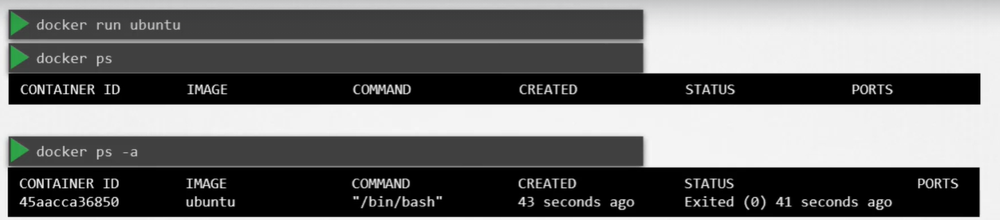 docker run ubuntu
docker ps
CONTAINER ID IMAGE COMMAND CREATED STATUS PORTS
docker ps -a
CONTAINER ID IMAGE COMMAND CREATED STATUS PORTS
45aacca36850 ubuntu "/bin/bash" 43 seconds ago Exited (0) 41 seconds ago